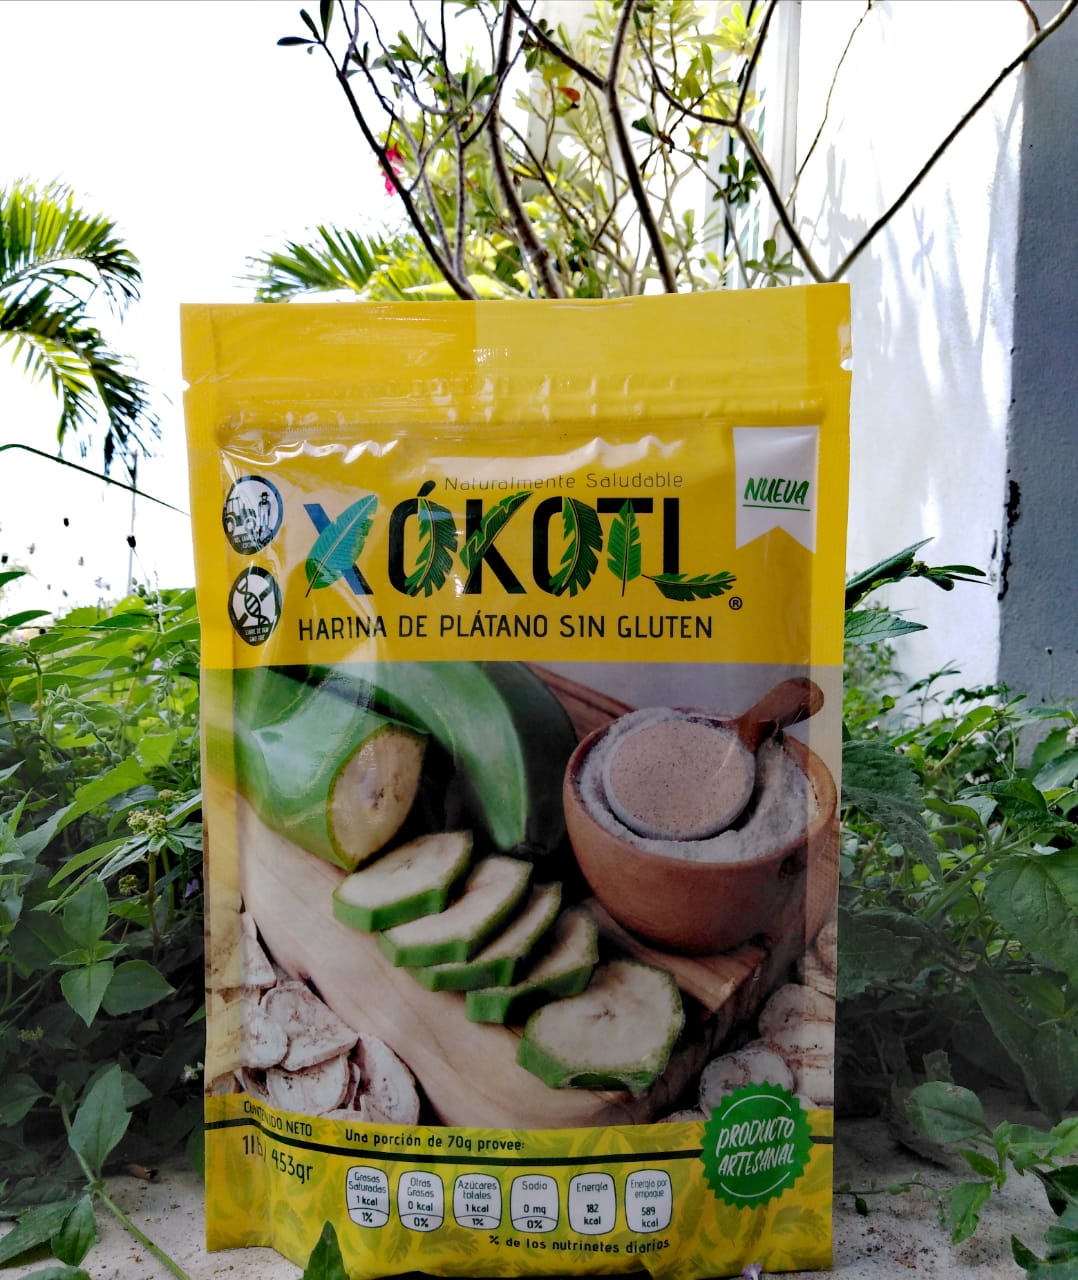 Naturalmente Saludable
XÓKOTL
®
HARINA DE PLÁTANO SIN GLUTEN
NUEVA
CONTENIDO NETO
1lb/ 453gr
Una porción de 70g provee:
Grasas Saturadas 1 kcal 1%
Otras Grasas 0 kcal 0%
Azúcares totales 1 kcal 1%
Sodio 0 mg 0%
Energía 182 kcal
Energía por empaque 589 kcal
% de los nutrinetes diarios
PRODUCTO
ARTESANAL